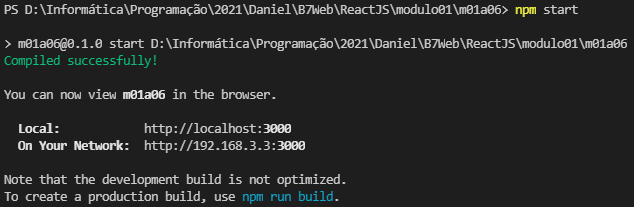 PS D:\Informática\Programação\2021\Daniel\B7Web\ReactJS\modulo01\m01a06> npm start
> m01a06@0.1.0 start D:\Informática\Programação\2021\Daniel\B7Web\ReactJS\modulo01\m01a06
Compiled successfully!
You can now view m01a06 in the browser.
Local: http://localhost:3000
On Your Network: http://192.168.3.3:3000
Note that the development build is not optimized.
To create a production build, use npm run build.